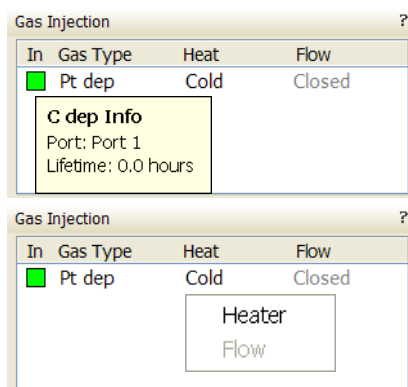 Gas Injection ?
In Gas Type Heat Flow
Pt dep Cold Closed
C dep Info
Port: Port 1
Lifetime: 0.0 hours
Gas Injection ?
In Gas Type Heat Flow
Pt dep Cold Closed
Heater
Flow